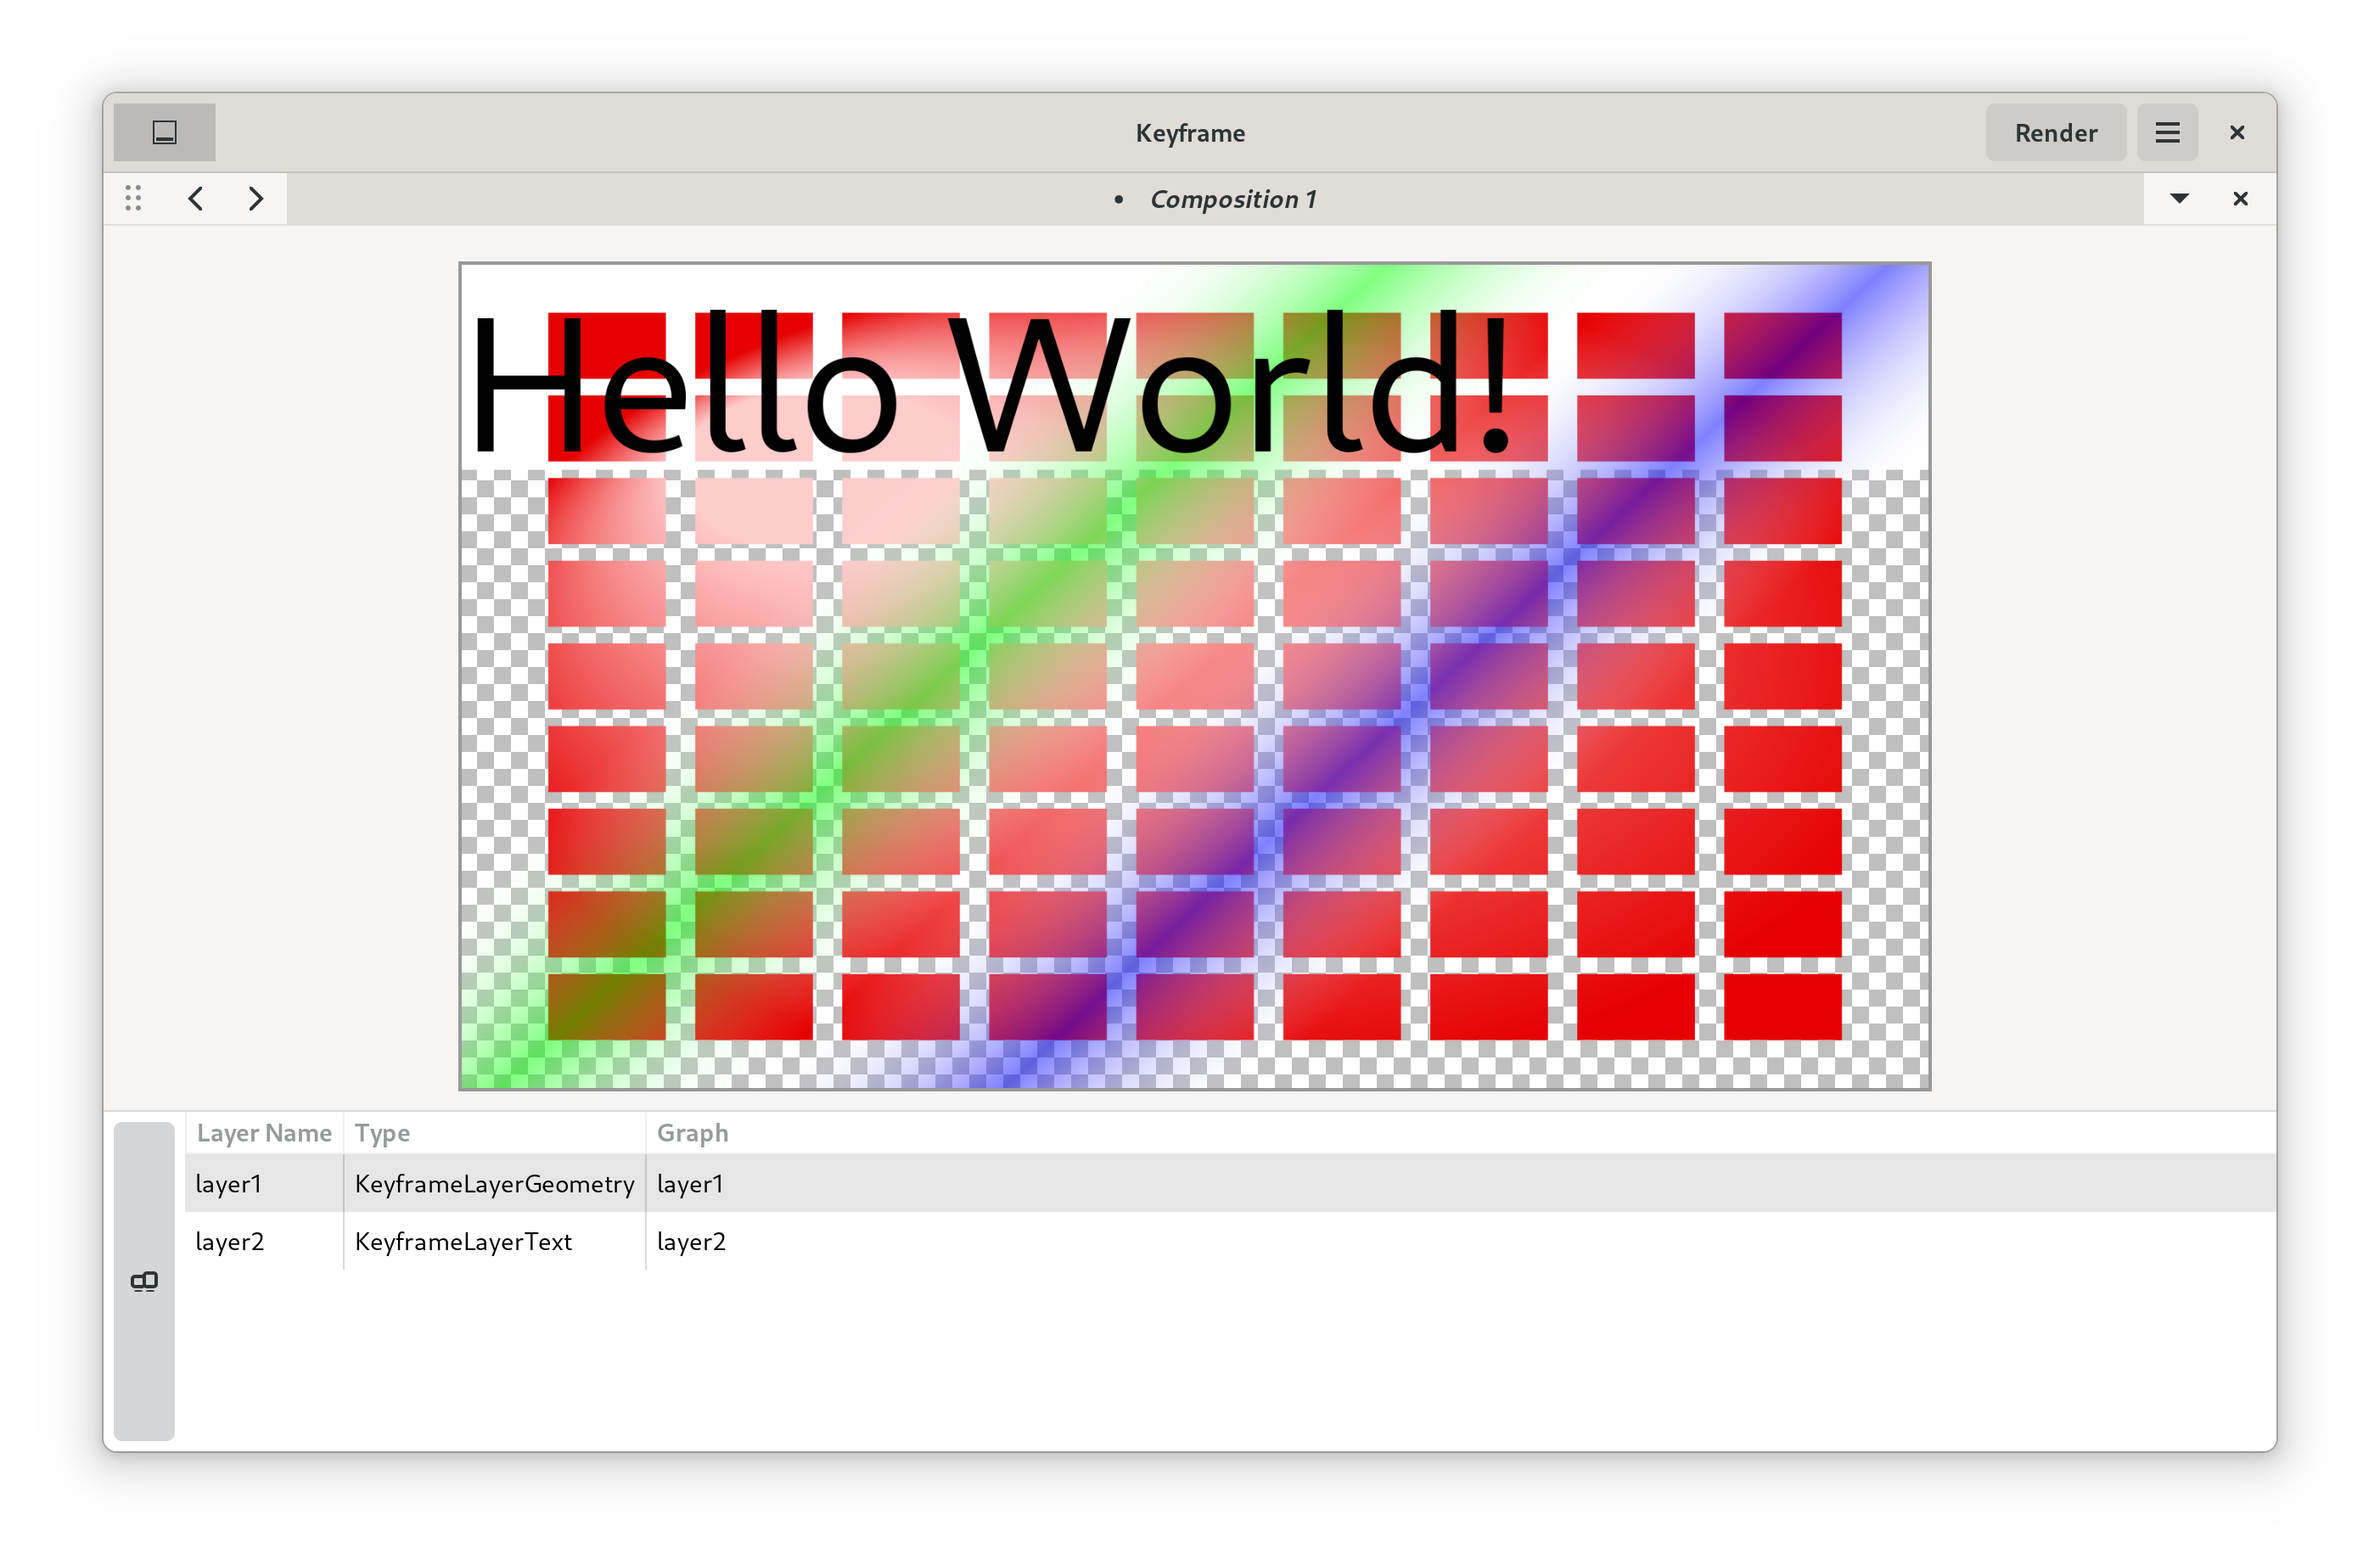 Keyframe
Render
• Composition 1
Hello World!
Layer Name Type Graph
layer1 KeyframeLayerGeometry layer1
layer2 KeyframeLayerText layer2